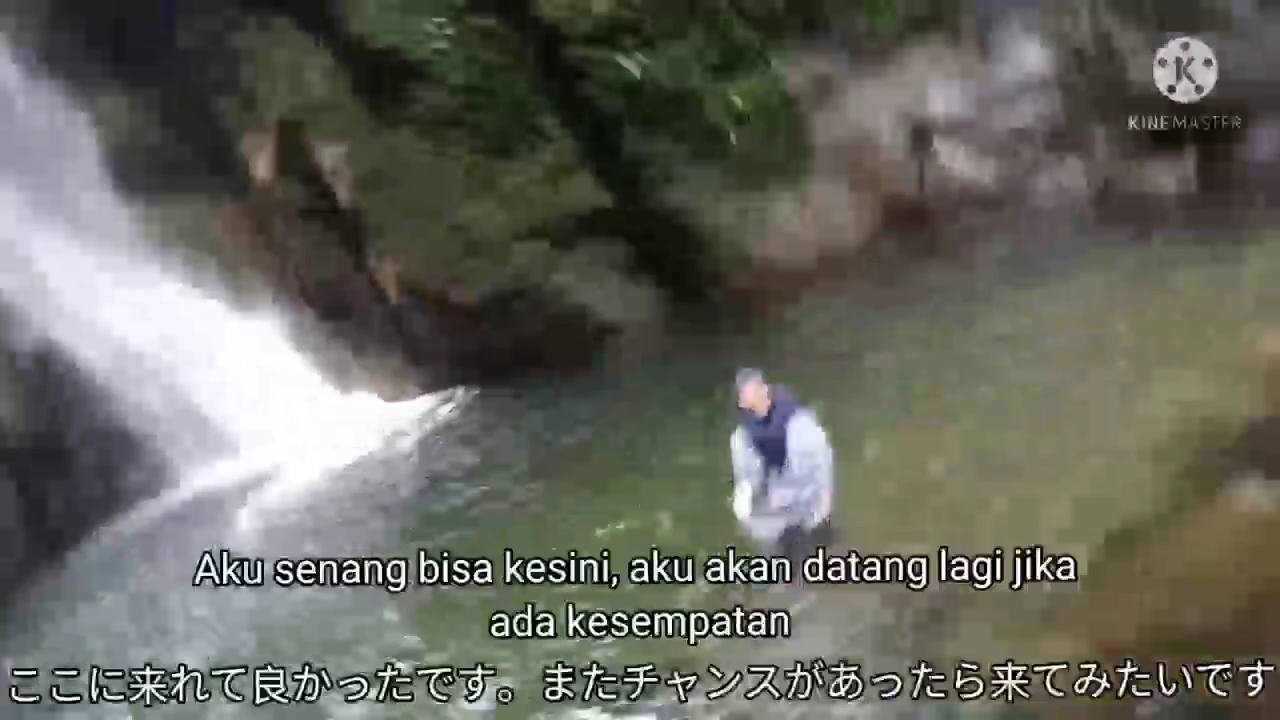 KINEMASTER
Aku senang bisa kesini, aku akan datang lagi jika
ada kesempatan
ここに来れて良かったです。またチャンスがあったら来てみたいです